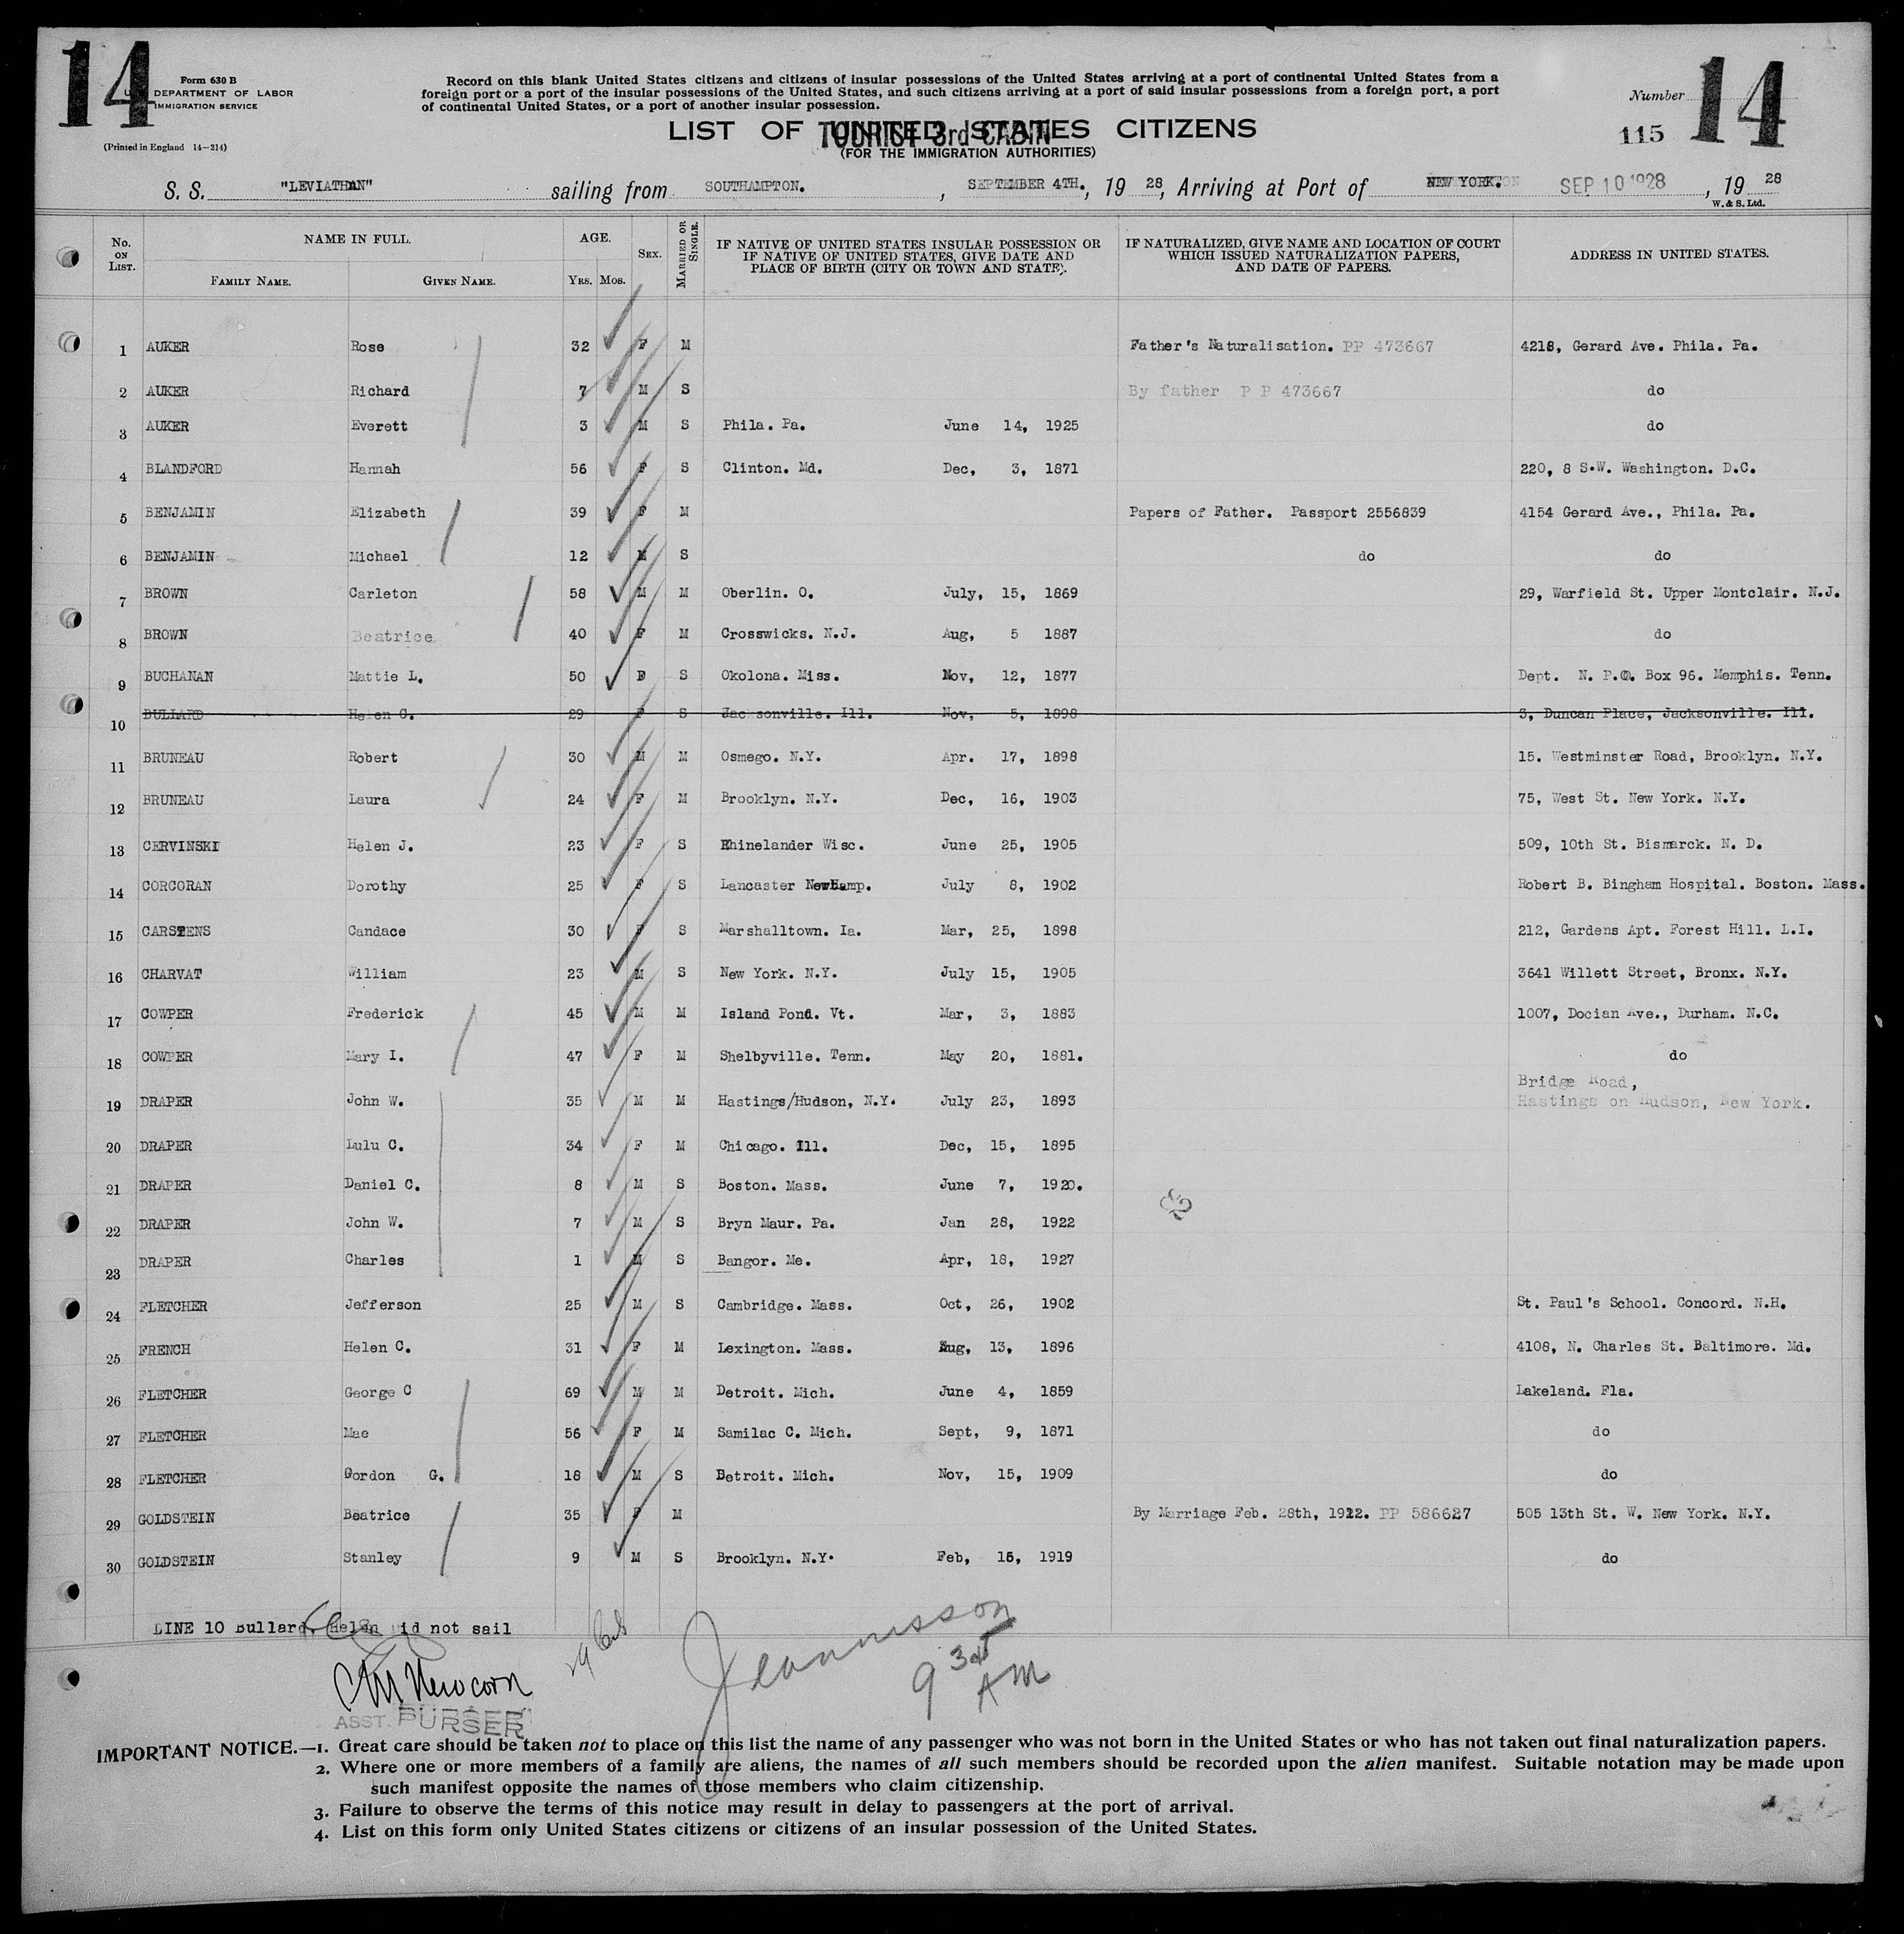 14
14
Form 630 B
U. S. DEPARTMENT OF LABOR
IMMIGRATION SERVICE
(Printed in England 14—214)
Record on this blank United States citizens and citizens of insular possessions of the United States arriving at a port of continental United States from a
foreign port or a port of the insular possessions of the United States, and such citizens arriving at a port of said insular possessions from a foreign port, a port
of continental United States, or a port of another insular possession.
Number
115
LIST OF UNITED STATES CITIZENS
TOURIST 3rd CABIN
(FOR THE IMMIGRATION AUTHORITIES)
S. S. "LEVIATHAN" sailing from SOUTHAMPTON. , SEPTEMBER 4TH., 19 28, Arriving at Port of NEW YORK. SEP 10 1928 , 19 28
W. & S. Ltd.
No. ON LIST. NAME IN FULL. AGE. SEX. MARRIED OR SINGLE. IF NATIVE OF UNITED STATES INSULAR POSSESSION OR IF NATIVE OF UNITED STATES, GIVE DATE AND PLACE OF BIRTH (CITY OR TOWN AND STATE). IF NATURALIZED, GIVE NAME AND LOCATION OF COURT WHICH ISSUED NATURALIZATION PAPERS, AND DATE OF PAPERS. ADDRESS IN UNITED STATES.
FAMILY NAME. GIVEN NAME. YRS. MOS.
1 AUKER Rose 32 F M Father's Naturalisation. PP 473667 4218, Gerard Ave. Phila. Pa.
2 AUKER Richard 7 M S By father P P 473667 do
3 AUKER Everett 3 M S Phila. Pa. June 14, 1925 do
4 BLANDFORD Hannah 56 F S Clinton. Md. Dec, 3, 1871 220, 8 S.W. Washington. D.C.
5 BENJAMIN Elizabeth 39 F M Papers of Father. Passport 2556839 4154 Gerard Ave., Phila. Pa.
6 BENJAMIN Michael 12 M S do do
7 BROWN Carleton 58 M M Oberlin. O. July, 15, 1869 29, Warfield St. Upper Montclair. N.J.
8 BROWN Beatrice 40 F M Crosswicks. N.J. Aug, 5 1887 do
9 BUCHANAN Mattie L. 50 F S Okolona. Miss. Nov, 12, 1877 Dept. N. P.O. Box 96. Memphis. Tenn.
10 BULLARD Helen C. 29 F S Jacksonville. Ill. Nov, 5, 1898 3, Duncan Place, Jacksonville. Ill.
11 BRUNEAU Robert 30 M M Osmego. N.Y. Apr. 17, 1898 15. Westminster Road, Brooklyn. N.Y.
12 BRUNEAU Laura 24 F M Brooklyn. N.Y. Dec, 16, 1903 75, West St. New York. N.Y.
13 CERVINSKI Helen J. 23 F S Rhinelander Wisc. June 25, 1905 509, 10th St. Bismarck. N. D.
14 CORCORAN Dorothy 25 F S Lancaster NewHamp. July 8, 1902 Robert B. Bingham Hospital. Boston. Mass.
15 CARSTENS Candace 30 F S Marshalltown. Ia. Mar, 25, 1898 212, Gardens Apt. Forest Hill. L.I.
16 CHARVAT William 23 M S New York. N.Y. July 15, 1905 3641 Willett Street, Bronx. N.Y.
17 COWPER Frederick 45 M M Island Pond. Vt. Mar, 3, 1883 1007, Docian Ave., Durham. N.C.
18 COWPER Mary I. 47 F M Shelbyville. Tenn. May 20, 1881. do
Bridge Road,
19 DRAPER John W. 35 M M Hastings/Hudson, N.Y. July 23, 1893 Hastings on Hudson, New York.
20 DRAPER Lulu C. 34 F M Chicago. Ill. Dec, 15, 1895
21 DRAPER Daniel C. 8 M S Boston. Mass. June 7, 1920.
22 DRAPER John W. 7 M S Bryn Maur. Pa. Jan 28, 1922
23 DRAPER Charles 1 M S Bangor. Me. Apr, 18, 1927
24 FLETCHER Jefferson 25 M S Cambridge. Mass. Oct, 26, 1902 St. Paul's School. Concord. N.H.
25 FRENCH Helen C. 31 F M Lexington. Mass. Aug, 13, 1896 4108, N. Charles St. Baltimore. Md.
26 FLETCHER George C 69 M M Detroit. Mich. June 4, 1859 Lakeland. Fla.
27 FLETCHER Mae 56 F M Samilac C. Mich. Sept, 9, 1871 do
28 FLETCHER Gordon G. 18 M S Detroit. Mich. Nov, 15, 1909 do
29 GOLDSTEIN Beatrice 35 F M By Marriage Feb. 28th, 1912. PP 586627 505 13th St. W. New York. N.Y.
30 GOLDSTEIN Stanley 9 M S Brooklyn. N.Y. Feb, 15, 1919 do
LINE 10 Bullard, Helen did not sail
Newcorn
ASST. PURSER
9 30 AM
IMPORTANT NOTICE.—1. Great care should be taken not to place on this list the name of any passenger who was not born in the United States or who has not taken out final naturalization papers.
2. Where one or more members of a family are aliens, the names of all such members should be recorded upon the alien manifest. Suitable notation may be made upon
such manifest opposite the names of those members who claim citizenship.
3. Failure to observe the terms of this notice may result in delay to passengers at the port of arrival.
4. List on this form only United States citizens or citizens of an insular possession of the United States.